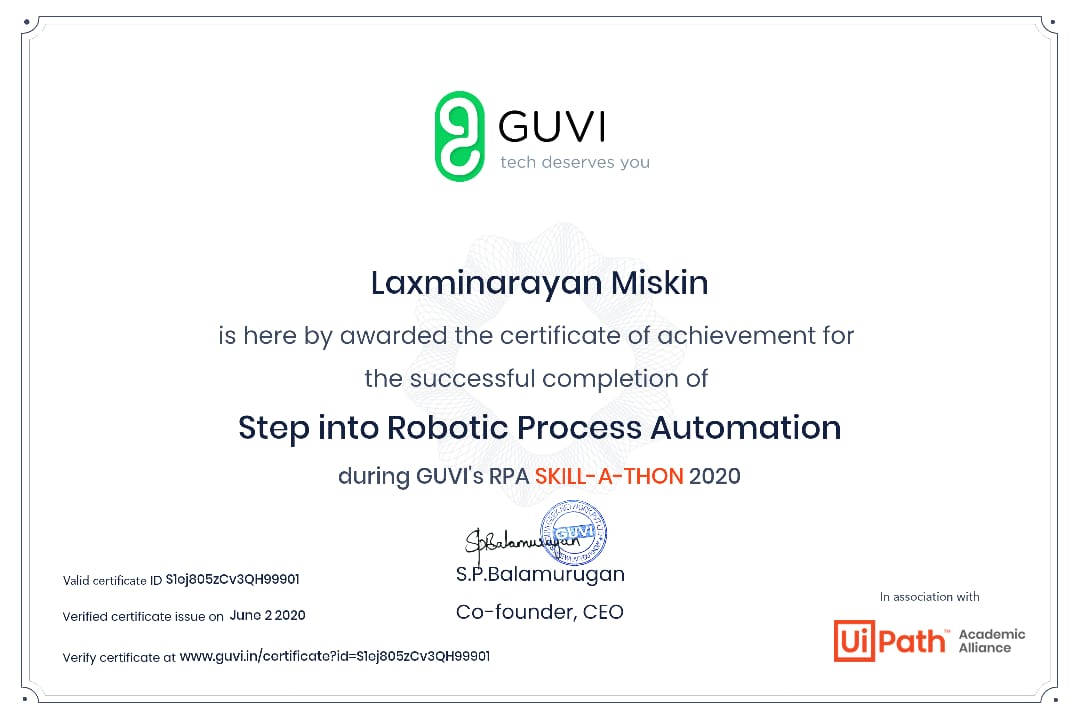 GUVI
tech deserves you
Laxminarayan Miskin
is here by awarded the certificate of achievement for
the successful completion of
Step into Robotic Process Automation
during GUVI's RPA SKILL-A-THON 2020
SpBalamurugan
GUVI
S.P.Balamurugan
Co-founder, CEO
Valid certificate ID S1ej805zCv3QH99901
Verified certificate issue on June 2 2020
Verify certificate at www.guvi.in/certificate?id=S1ej805zCv3QH99901
In association with
UiPath™ Academic
Alliance